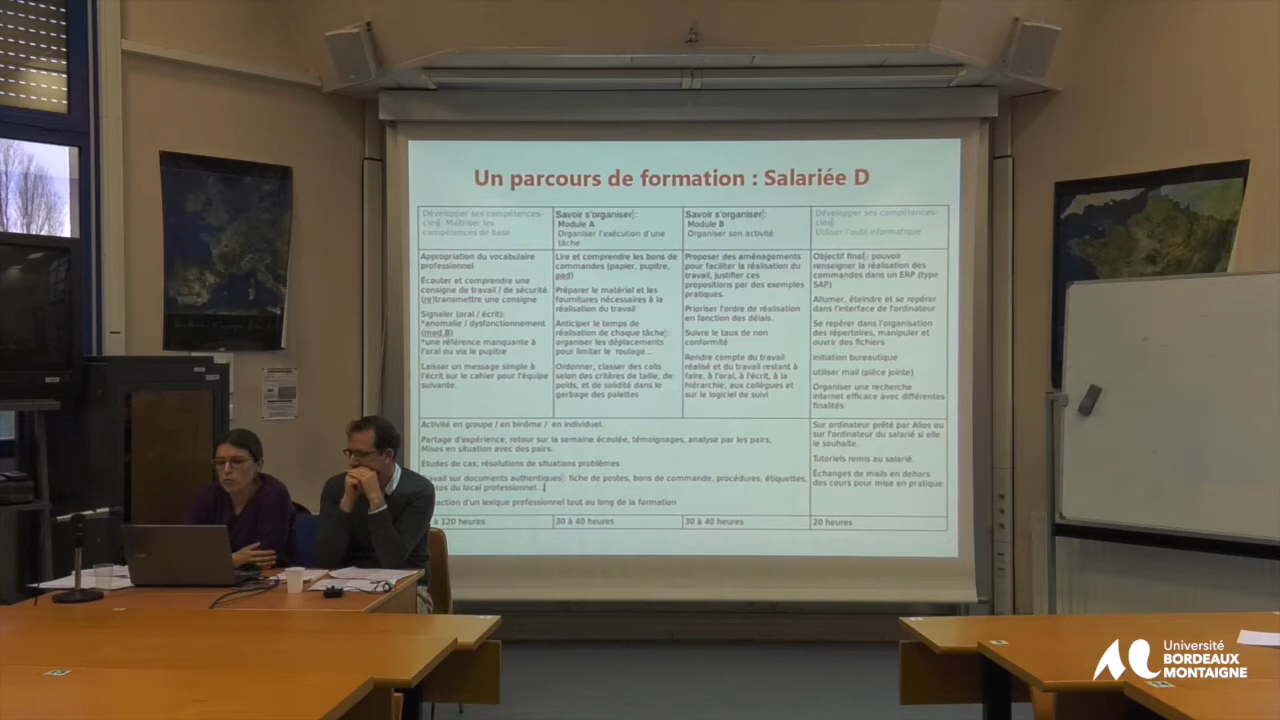 Un parcours de formation : Salariée D
Développer ses compétences-
clés: Maîtriser les
compétences de base
Savoir s'organiser:
Module A
Organiser l'exécution d'une
tâche
Savoir s'organiser:
Module B
Organiser son activité
Développer ses compétences-
clés:
Utiliser l'outil informatique
Appropriation du vocabulaire
professionnel
Ecouter et comprendre une
consigne de travail / de sécurité.
(re)transmettre une consigne
Signaler (oral / écrit):
*anomalie / dysfonctionnement
(mod.B)
*une référence manquante à
l'oral ou via le pupitre
Laisser un message simple à
l'écrit sur le cahier pour l'équipe
suivante.
Lire et comprendre les bons de
commandes (papier, pupitre,
pad)
Préparer le matériel et les
fournitures nécessaires à la
réalisation du travail
Anticiper le temps de
réalisation de chaque tâche:
organiser les déplacements
pour limiter le roulage...
Ordonner, classer des colis
selon des critères de taille, de
poids, et de solidité dans le
garbage des palettes
Proposer des aménagements
pour faciliter la réalisation du
travail, justifier ces
propositions par des exemples
pratiques.
Prioriser l'ordre de réalisation
en fonction des délais.
Suivre le taux de non
conformité
Rendre compte du travail
réalisé et du travail restant à
faire, à l'oral, à l'écrit, à la
hiérarchie, aux collègues et
sur le logiciel de suivi
Objectif final: pouvoir
renseigner la réalisation des
commandes dans un ERP (type
SAP)
Allumer, éteindre et se repérer
dans l'interface de l'ordinateur
Se repérer dans l'organisation
des répertoires, manipuler et
ouvrir des fichiers
initiation bureautique
utiliser mail (pièce jointe)
Organiser une recherche
internet efficace avec différentes
finalités
Activité en groupe / en binôme / en individuel.
Partage d'expérience, retour sur la semaine écoulée, témoignages, analyse par les pairs,
Mises en situation avec des pairs.
Etudes de cas, résolutions de situations problèmes
avail sur documents authentiques: fiche de postes, bons de commande, procédures, étiquettes,
tos du local professionnel...
action d'un lexique professionnel tout au long de la formation
Sur ordinateur prêté par Alios ou
sur l'ordinateur du salarié si elle
le souhaite.
Tutoriels remis au salarié.
Échanges de mails en dehors
des cours pour mise en pratique.
à 120 heures
30 à 40 heures
30 à 40 heures
20 heures
Université
BORDEAUX
MONTAIGNE